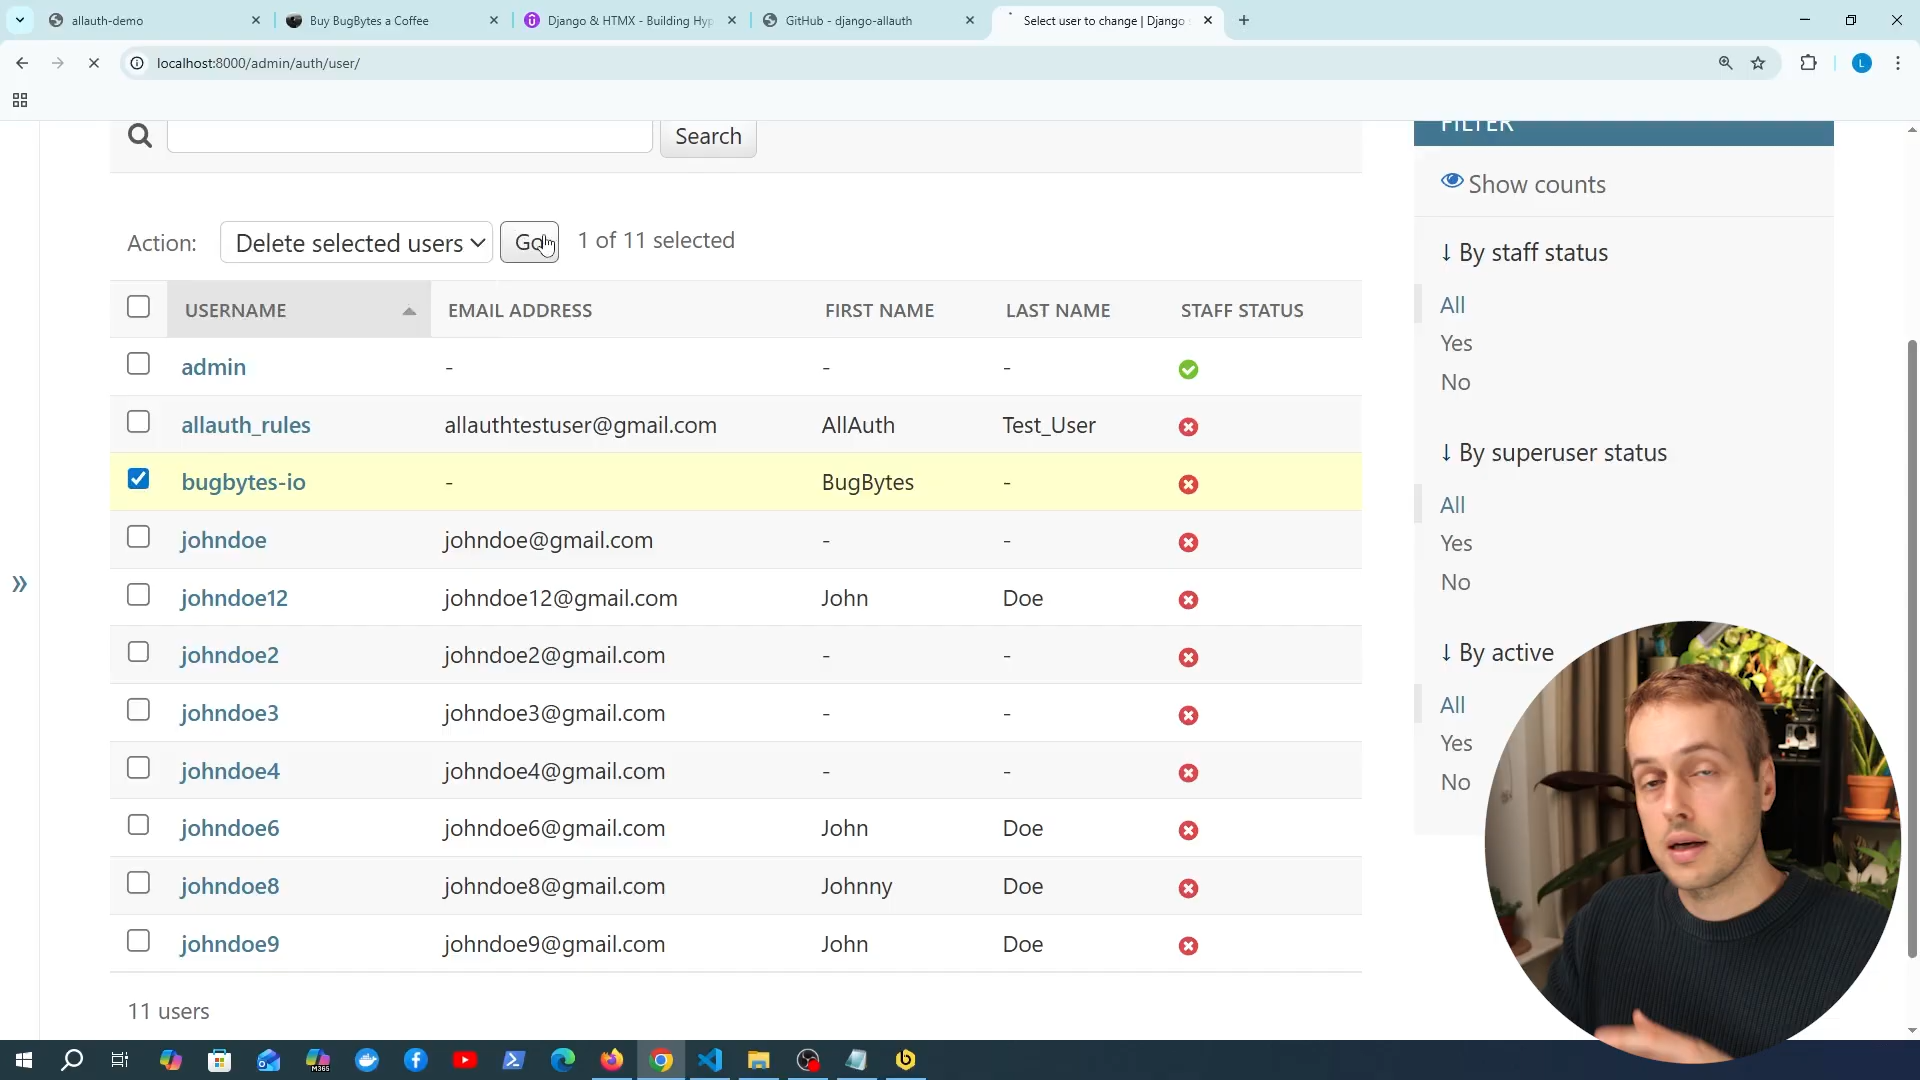 allauth-demo
Buy BugBytes a Coffee
Django & HTMX - Building Hyp
GitHub - django-allauth
Select user to change | Django s
localhost:8000/admin/auth/user/
L
Search
FILTER
Show counts
Action: Delete selected users Go 1 of 11 selected
↓ By staff status
All
Yes
No
USERNAME EMAIL ADDRESS FIRST NAME LAST NAME STAFF STATUS
admin - - -
allauth_rules allauthtestuser@gmail.com AllAuth Test_User
bugbytes-io - BugBytes -
johndoe johndoe@gmail.com - -
johndoe12 johndoe12@gmail.com John Doe
johndoe2 johndoe2@gmail.com - -
johndoe3 johndoe3@gmail.com - -
johndoe4 johndoe4@gmail.com - -
johndoe6 johndoe6@gmail.com John Doe
johndoe8 johndoe8@gmail.com Johnny Doe
johndoe9 johndoe9@gmail.com John Doe
↓ By superuser status
All
Yes
No
↓ By active
All
Yes
No
»
11 users
M365